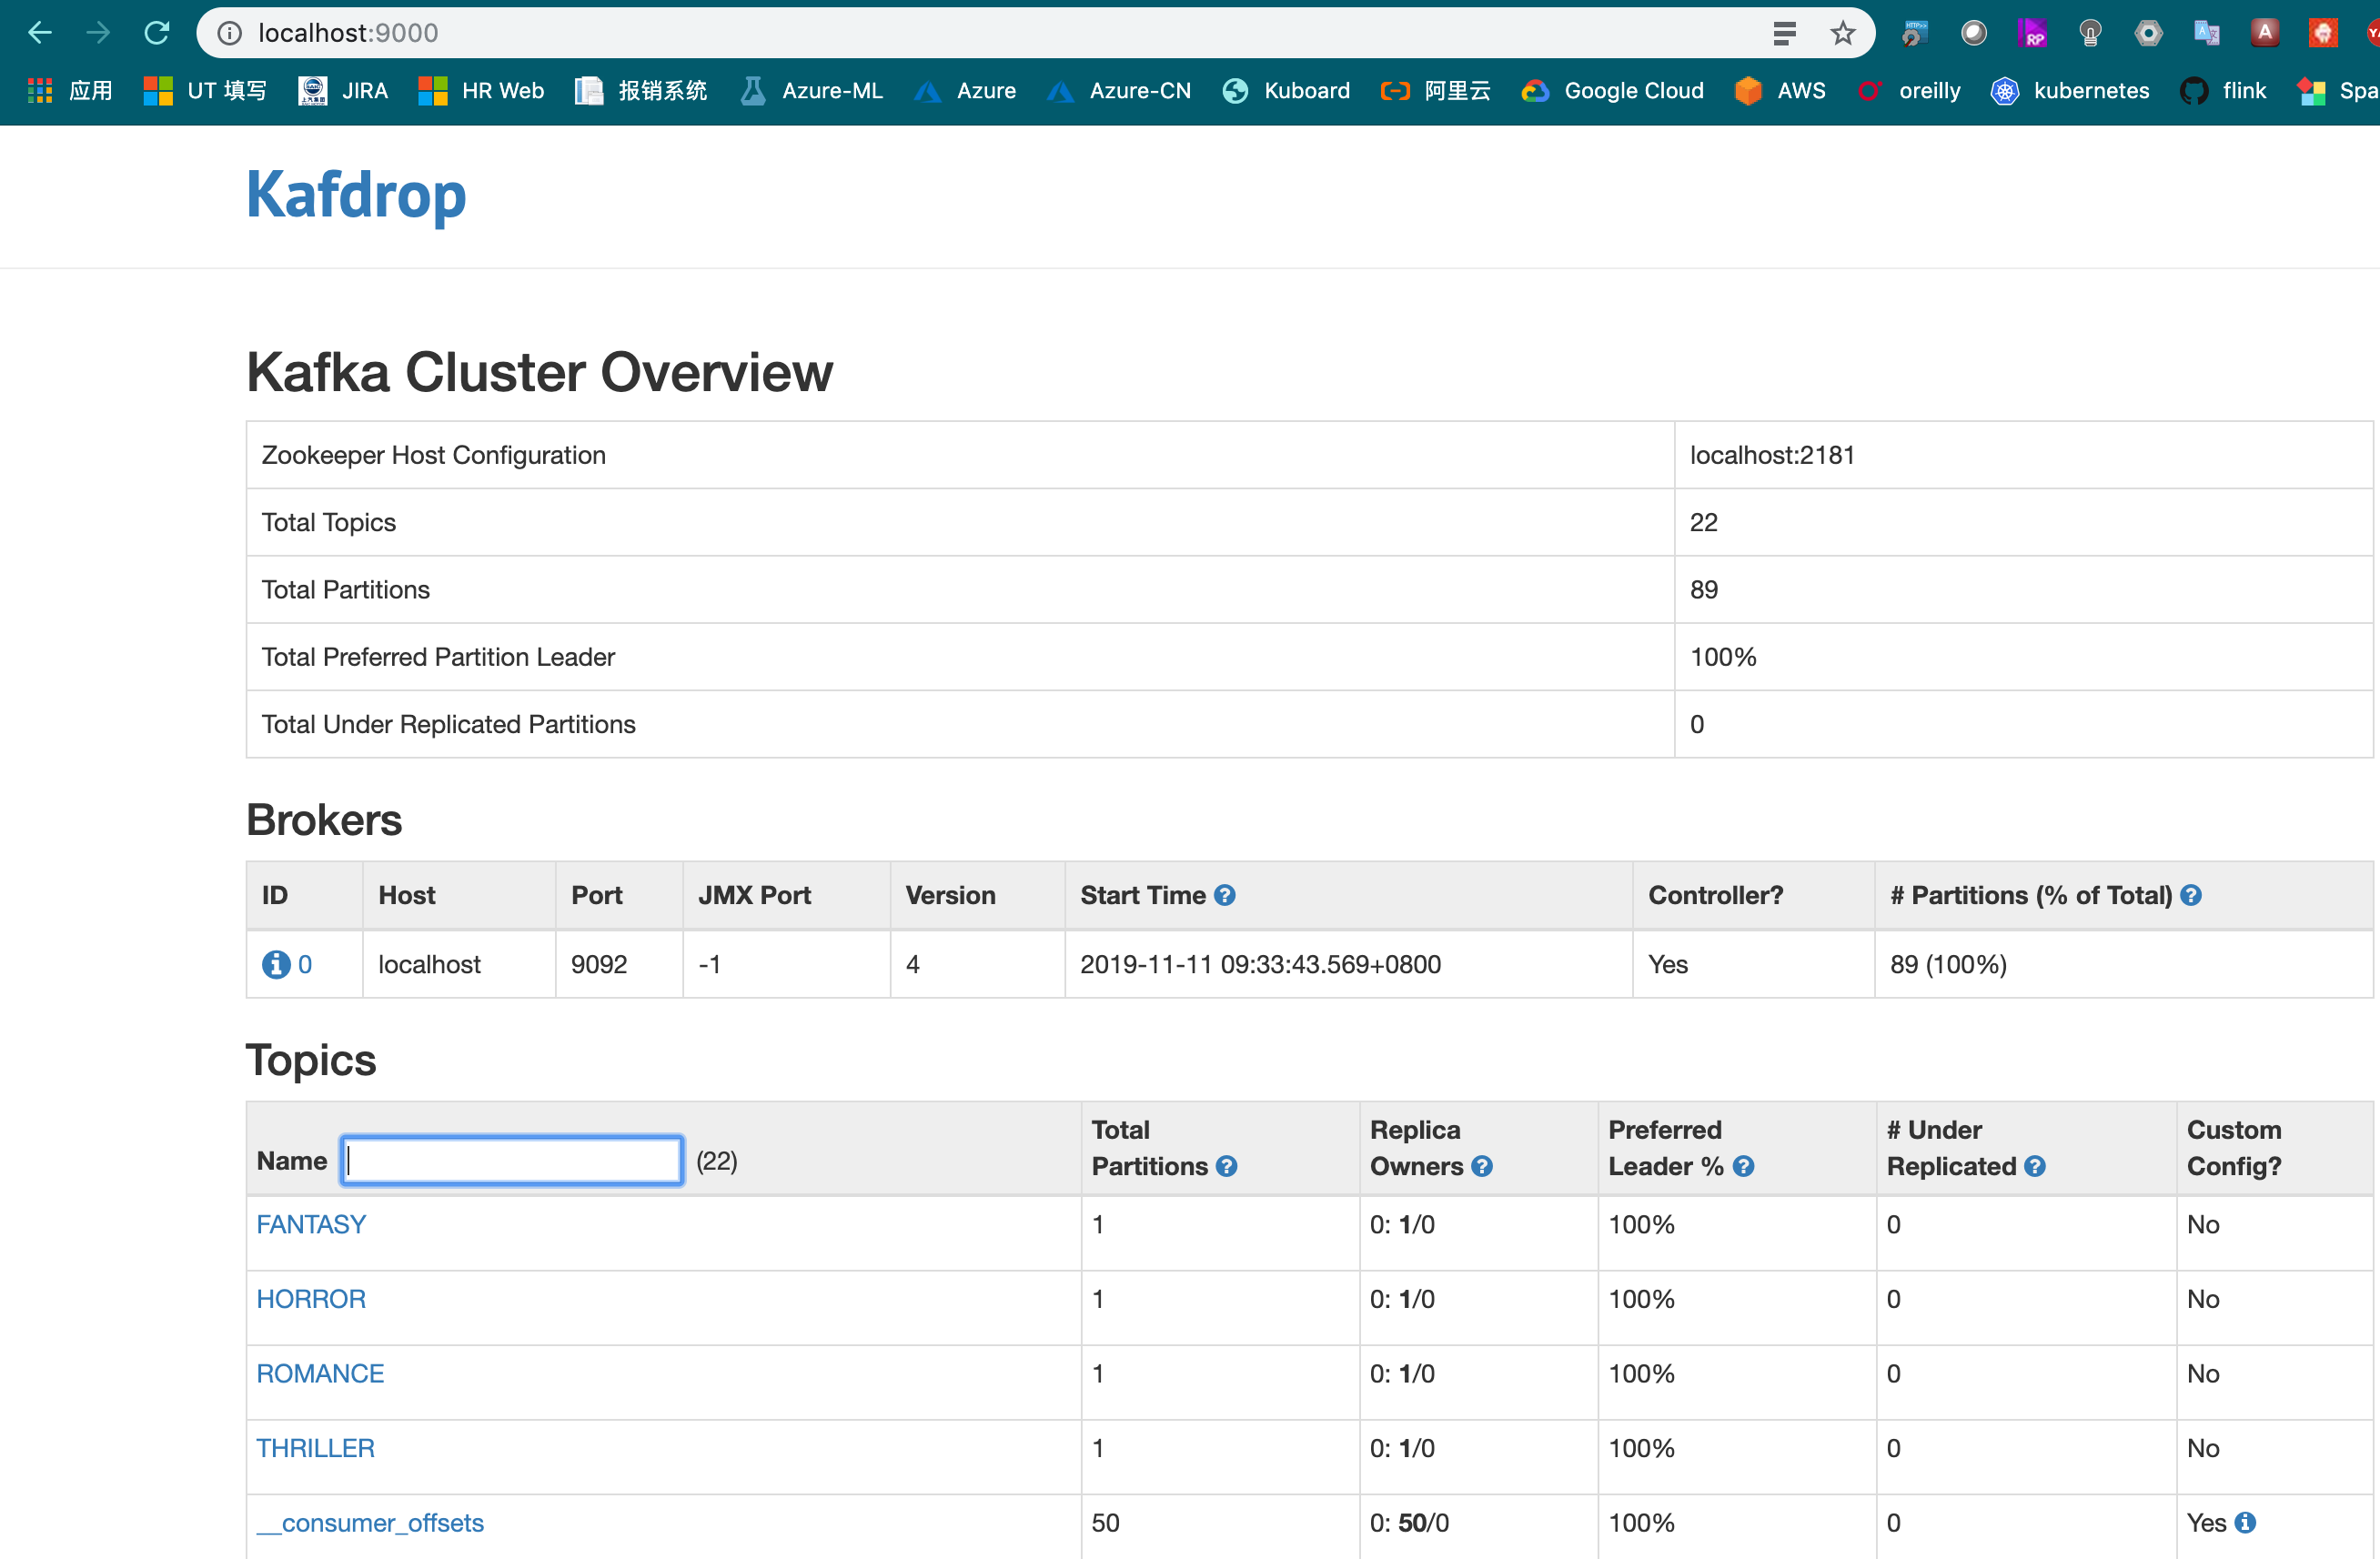 localhost:9000
应用 UT 填写 JIRA HR Web 报销系统 Azure-ML Azure Azure-CN Kuboard 阿里云 Google Cloud AWS oreilly kubernetes flink Spa
Kafdrop
Kafka Cluster Overview
Zookeeper Host Configuration localhost:2181
Total Topics 22
Total Partitions 89
Total Preferred Partition Leader 100%
Total Under Replicated Partitions 0
Brokers
ID Host Port JMX Port Version Start Time Controller? # Partitions (% of Total)
0 localhost 9092 -1 4 2019-11-11 09:33:43.569+0800 Yes 89 (100%)
Topics
Name (22) Total Partitions Replica Owners Preferred Leader % # Under Replicated Custom Config?
FANTASY 1 0: 1/0 100% 0 No
HORROR 1 0: 1/0 100% 0 No
ROMANCE 1 0: 1/0 100% 0 No
THRILLER 1 0: 1/0 100% 0 No
__consumer_offsets 50 0: 50/0 100% 0 Yes